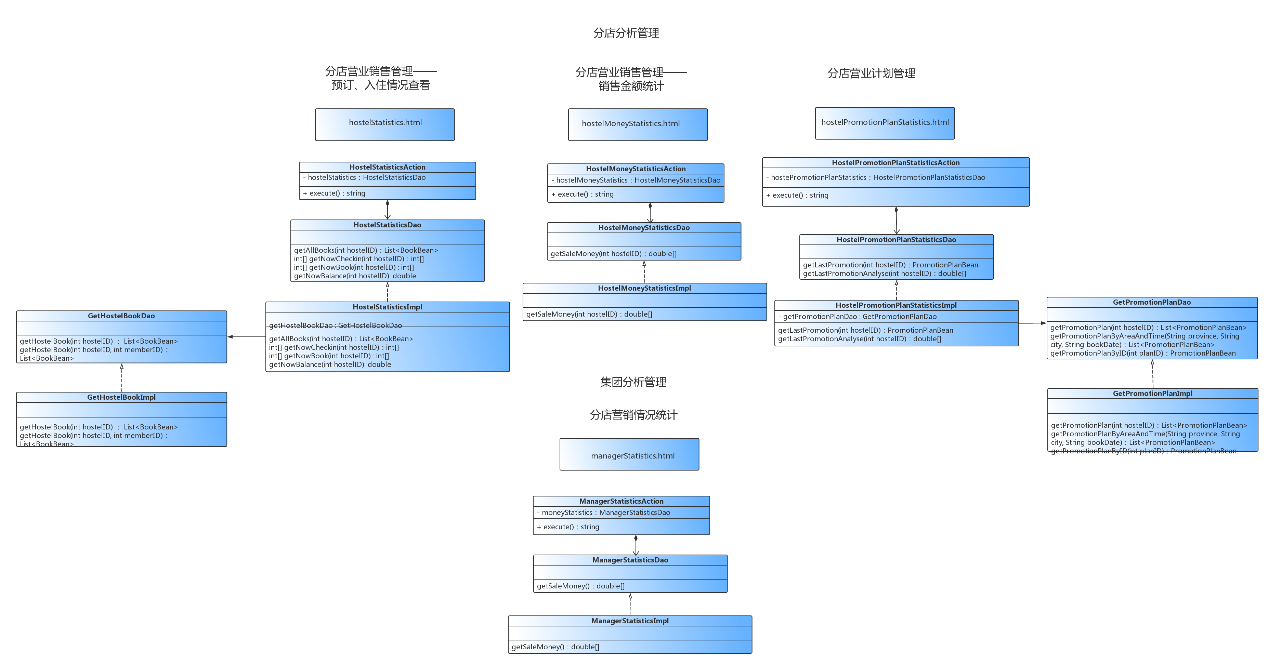 分店分析管理
分店营业销售管理——
预订、入住情况查看
hostelStatistics.html
HostelStatisticsAction
- hostelStatistics : HostelStatisticsDao
+ execute() : string
HostelStatisticsDao
getAllBooks(int hostelID) : List<BookBean>
int[] getNowCheckin(int hostelID) : int[]
int[] getNowBook(int hostelID) : int[]
getNowBalance(int hostelID) double
HostelStatisticsImpl
getHostelBookDao : GetHostelBookDao
getAllBooks(int hostelID) : List<BookBean>
int[] getNowCheckin(int hostelID) : int[]
int[] getNowBook(int hostelID) : int[]
getNowBalance(int hostelID) double
GetHostelBookDao
getHostelBook(int hostelID) : List<BookBean>
getHostelBook(int hostelID, int memberID) :
List<BookBean>
GetHostelBookImpl
getHostelBook(int hostelID) : List<BookBean>
getHostelBook(int hostelID, int memberID) :
List<BookBean>
分店营业销售管理——
销售金额统计
hostelMoneyStatistics.html
HostelMoneyStatisticsAction
- hostelMoneyStatistics : HostelMoneyStatisticsDao
+ execute() : string
HostelMoneyStatisticsDao
getSaleMoney(int hostelID) : double[]
HostelMoneyStatisticsImpl
getSaleMoney(int hostelID) : double[]
分店营业计划管理
hostelPromotionPlanStatistics.html
HostelPromotionPlanStatisticsAction
- hostePromotionPlanStatistics : HostelPromotionPlanStatisticsDao
+ execute() : string
HostelPromotionPlanStatisticsDao
getLastPromotion(int hostelID) : PromotionPlanBean
getLastPromotionAnalyse(int hostelID) : double[]
HostelPromotionPlanStatisticsImpl
getPromotionPlanDao : GetPromotionPlanDao
getLastPromotion(int hostelID) : PromotionPlanBean
getLastPromotionAnalyse(int hostelID) : double[]
GetPromotionPlanDao
getPromotionPlan(int hostelID) : List<PromotionPlanBean>
getPromotionPlanByAreaAndTime(String province, String
city, String bookDate) : List<PromotionPlanBean>
getPromotionPlanByID(int planID) : PromotionPlanBean
GetPromotionPlanImpl
getPromotionPlan(int hostelID) : List<PromotionPlanBean>
getPromotionPlanByAreaAndTime(String province, String
city, String bookDate) : List<PromotionPlanBean>
getPromotionPlanByID(int planID) : PromotionPlanBean
集团分析管理
分店营销情况统计
managerStatistics.html
ManagerStatisticsAction
- moneyStatistics : ManagerStatisticsDao
+ execute() : string
ManagerStatisticsDao
getSaleMoney() : double[]
ManagerStatisticsImpl
getSaleMoney() : double[]